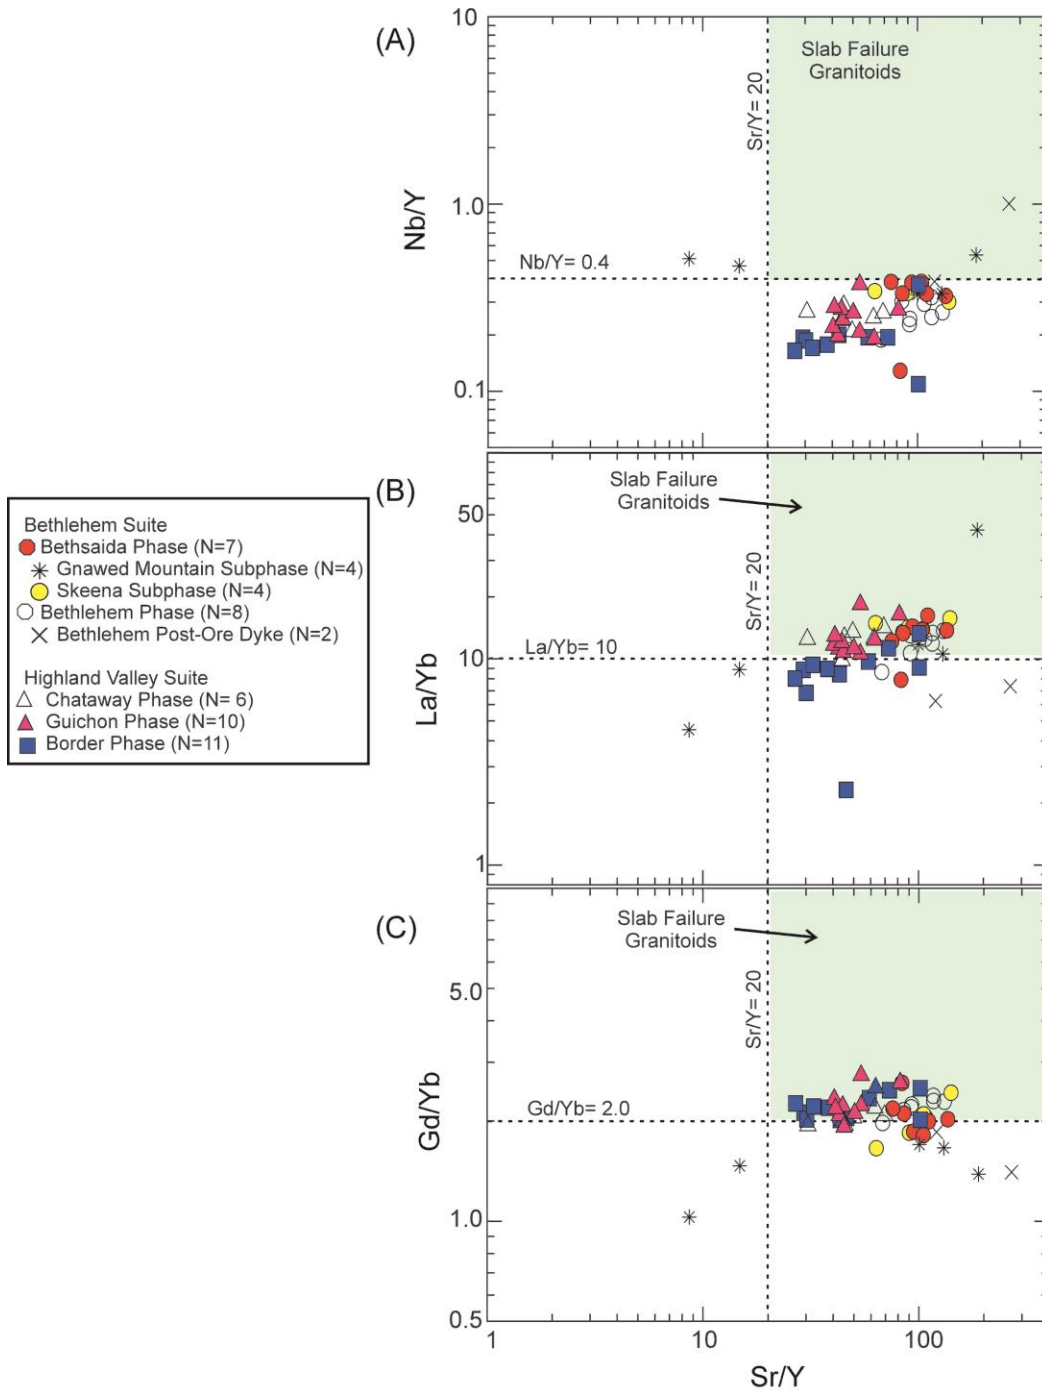 (A)
10
1.0
0.1
Nb/Y
Slab Failure
Granitoids
Sr/Y= 20
Nb/Y= 0.4
(B)
50
10
1
La/Yb
Slab Failure
Granitoids
Sr/Y= 20
La/Yb= 10
Bethlehem Suite
Bethsaida Phase (N=7)
Gnawed Mountain Subphase (N=4)
Skeena Subphase (N=4)
Bethlehem Phase (N=8)
Bethlehem Post-Ore Dyke (N=2)
Highland Valley Suite
Chataway Phase (N= 6)
Guichon Phase (N=10)
Border Phase (N=11)
(C)
5.0
1.0
0.5
Gd/Yb
Slab Failure
Granitoids
Sr/Y= 20
Gd/Yb= 2.0
1
10
100
Sr/Y